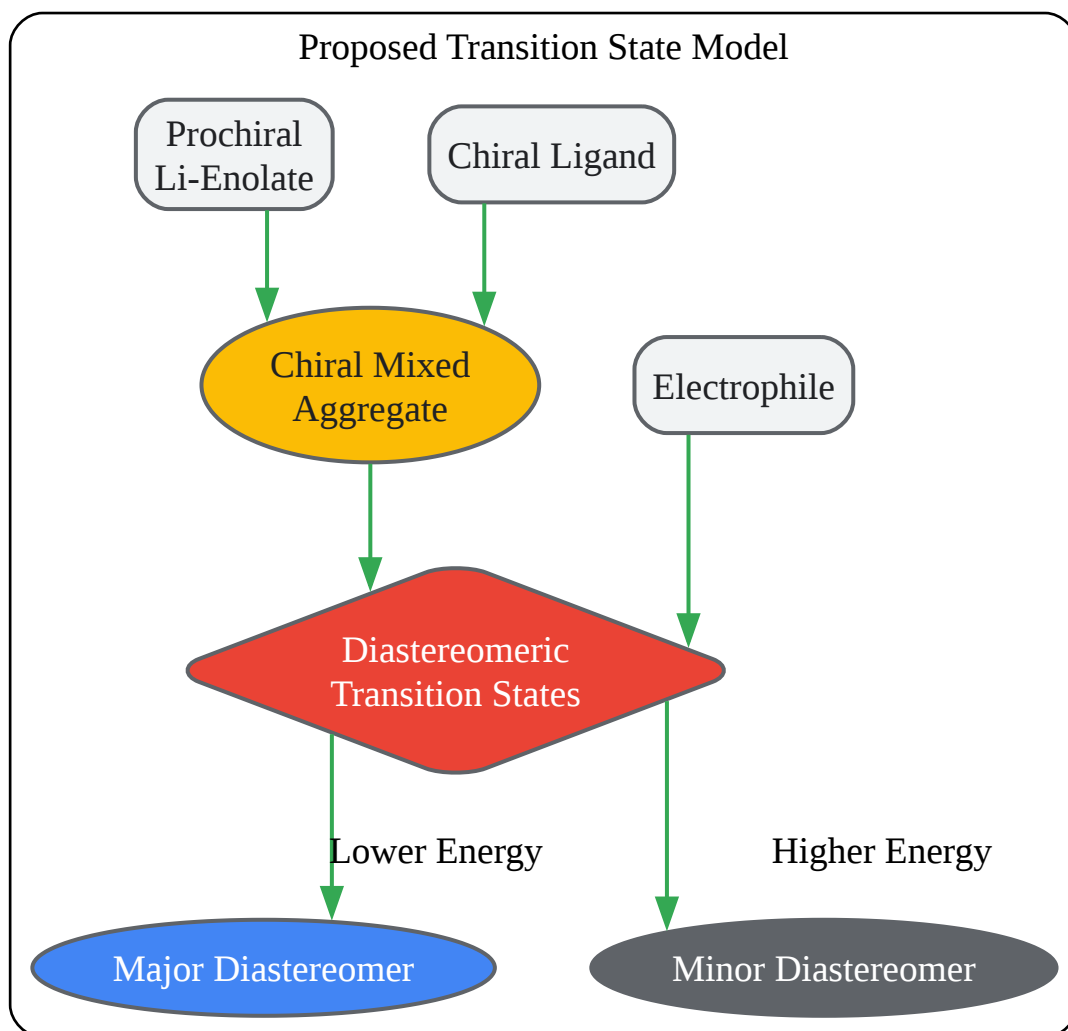 Proposed Transition State Model
Prochiral
Li-Enolate
Chiral Ligand
Chiral Mixed
Aggregate
Electrophile
Diastereomeric
Transition States
Lower Energy
Higher Energy
Major Diastereomer
Minor Diastereomer